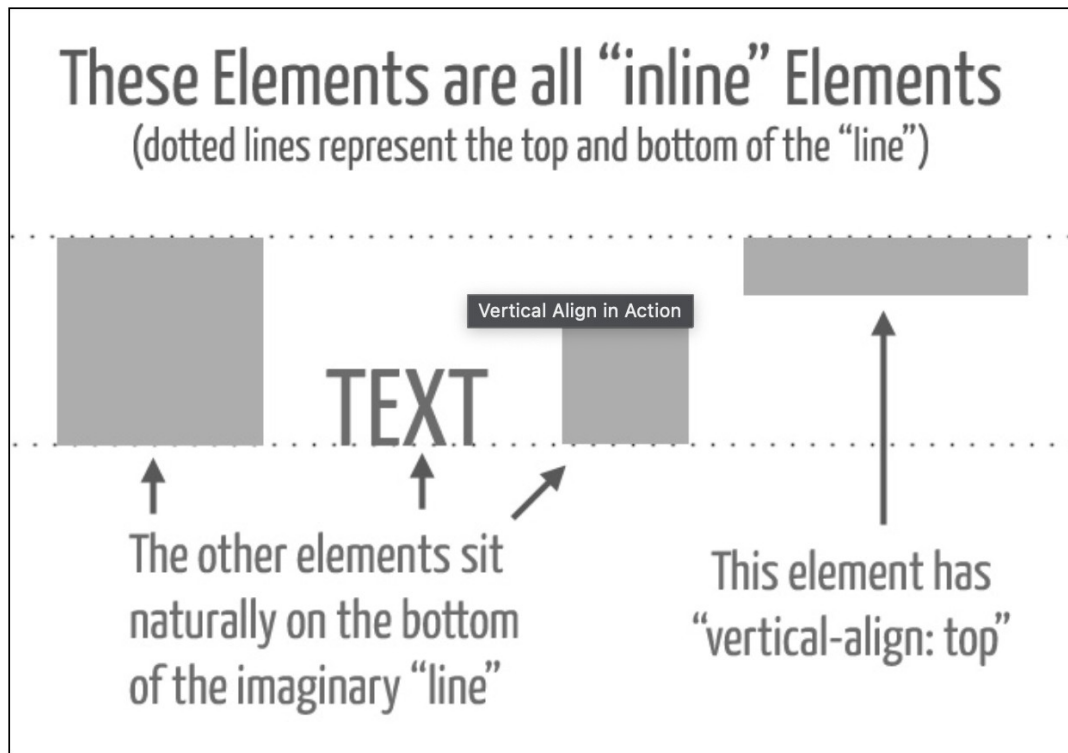 These Elements are all “inline” Elements
(dotted lines represent the top and bottom of the “line”)
Vertical Align in Action
TEXT
The other elements sit
naturally on the bottom
of the imaginary “line”
This element has
“vertical-align: top”